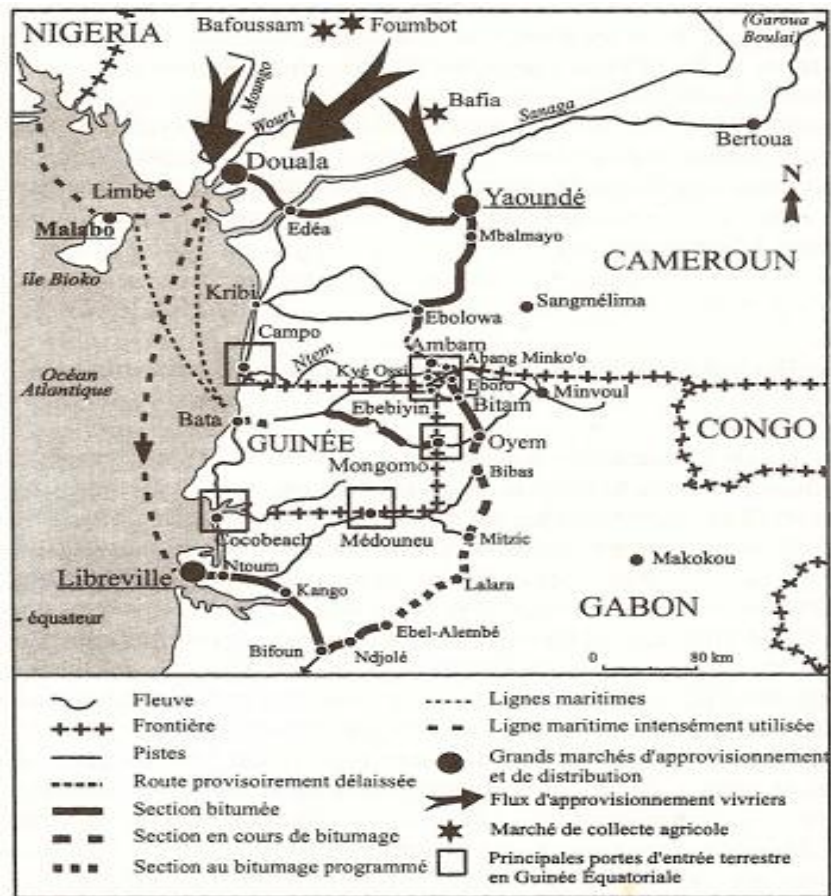 NIGERIA
Bafoussam
Foumbot
(Garoua
Boulai)
Moungo
Wouri
Bafia
Sanaga
Bertoua
Douala
N
Limbé
Yaoundé
Malabo
Edéa
Mbalmayo
île Bioko
CAMEROUN
Kribi
Sangmélima
Ebolowa
Campo
Ambam
Ntem
Abang Minko'o
Océan
Atlantique
Kyé Ossi
Eboro
Minvoul
Ebebiyin
Bitam
Bata
CONGO
GUINÉE
Oyem
Mongomo
Bibas
Cocobeach
Médouneu
Mitzic
Makokou
Libreville
Ntoum
Lalara
Kango
GABON
- équateur
Ebel-Alembé
Bifoun
Ndjolé
0 80 km
Fleuve
Frontière
Pistes
Route provisoirement délaissée
Section bitumée
Section en cours de bitumage
Section au bitumage programmé
Lignes maritimes
Ligne maritime intensément utilisée
Grands marchés d'approvisionnement
et de distribution
Flux d'approvisionnement vivriers
Marché de collecte agricole
Principales portes d'entrée terrestre
en Guinée Équatoriale